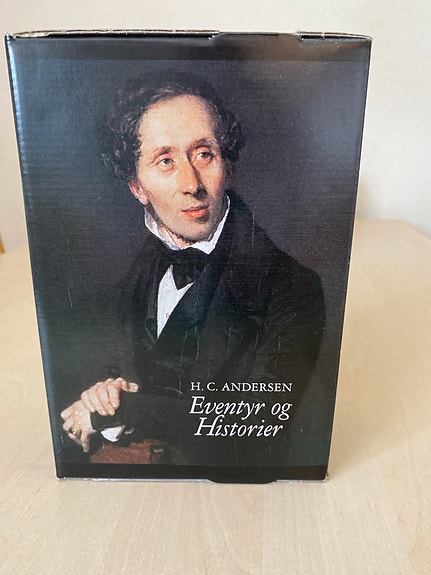 H. C. ANDERSEN
Eventyr og
Historier